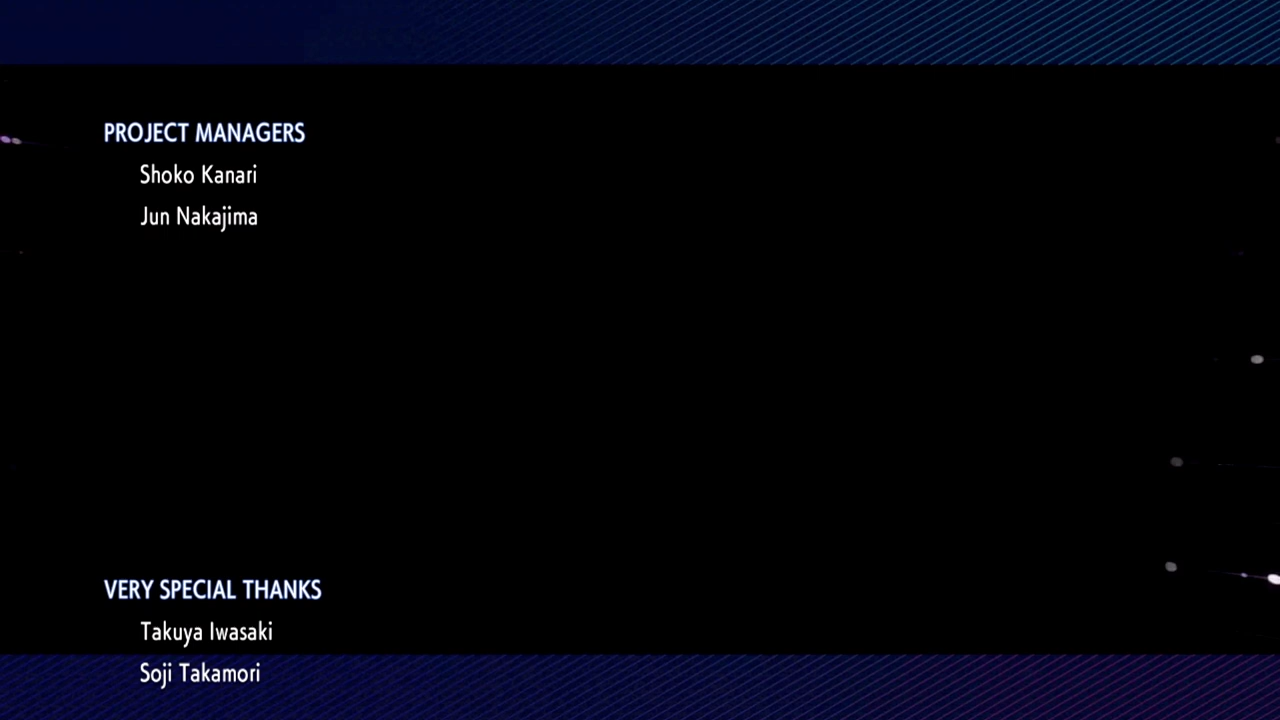 PROJECT MANAGERS
Shoko Kanari
Jun Nakajima
VERY SPECIAL THANKS
Takuya Iwasaki
Soji Takamori